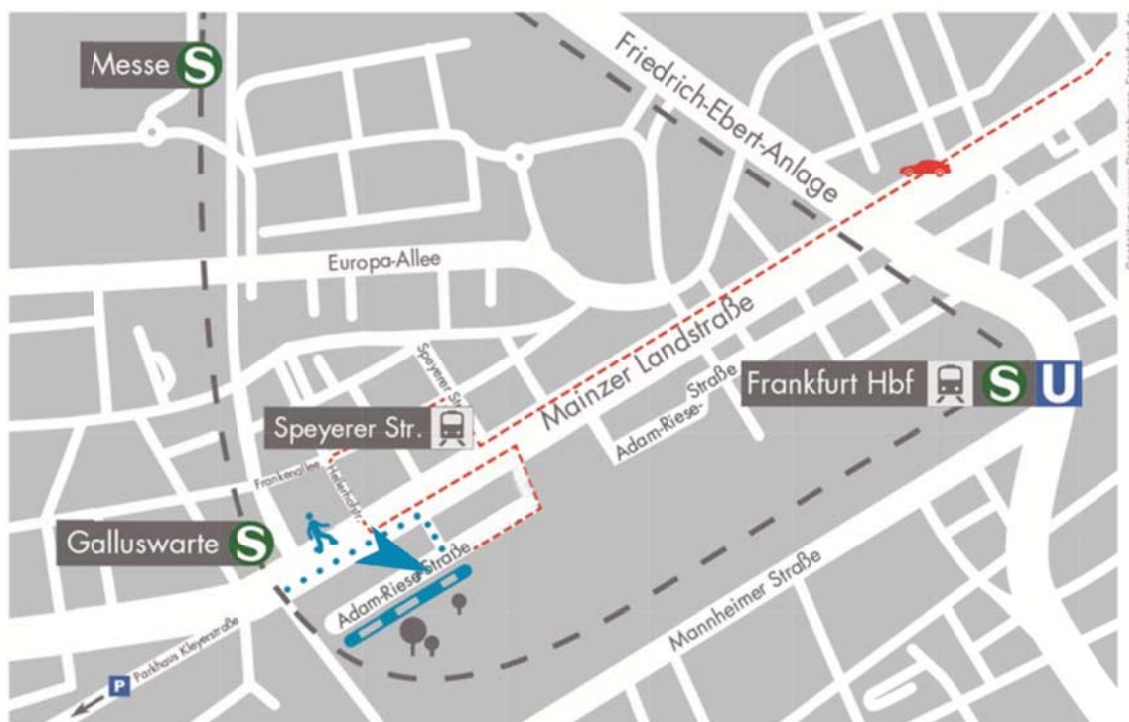 Messe S
Friedrich-Ebert-Anlage
Europa-Allee
Mainzer Landstraße
Speyerer Str.
Frankfurt Hbf S U
Adam-Riese-
Straße
Speyerer Str.
Frankenallee
Hellerhofstr.
Galluswarte S
Adam-Riese-Straße
Mannheimer Straße
Parkhaus Kleyerstraße
P